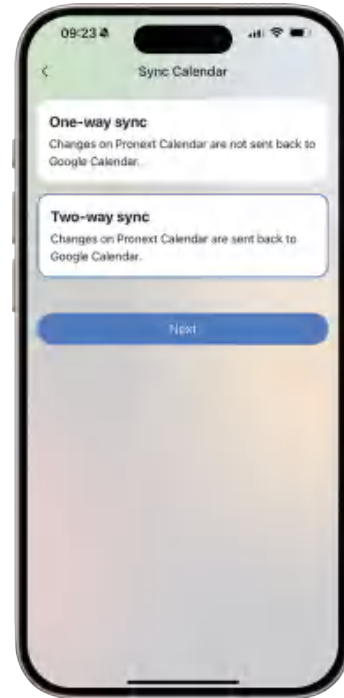 09:23
Sync Calendar
One-way sync
Changes on Pronext Calendar are not sent back to
Google Calendar.
Two-way sync
Changes on Pronext Calendar are sent back to
Google Calendar.
Next